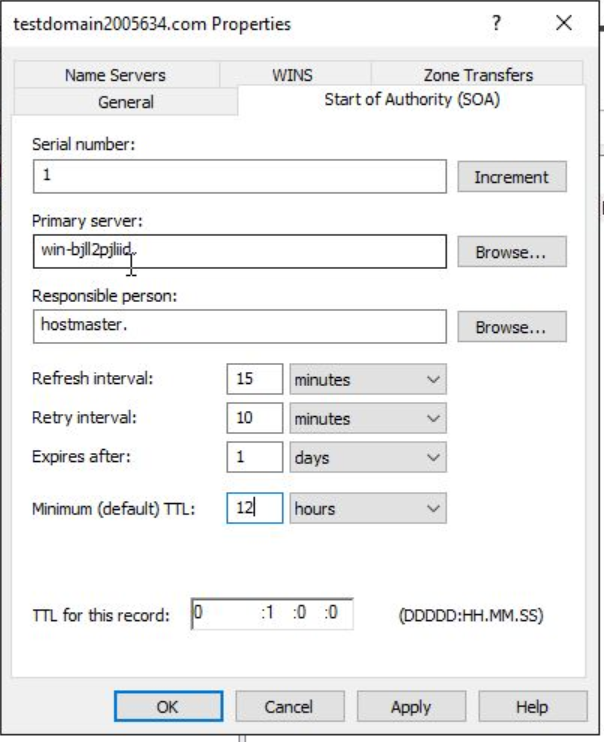 testdomain2005634.com Properties ?
Name Servers WINS Zone Transfers
General Start of Authority (SOA)
Serial number:
1 Increment
Primary server:
win-bjll2pjliid. Browse...
Responsible person:
hostmaster. Browse...
Refresh interval: 15 minutes
Retry interval: 10 minutes
Expires after: 1 days
Minimum (default) TTL: 12 hours
TTL for this record: 0 :1 :0 :0 (DDDDD:HH.MM.SS)
OK Cancel Apply Help